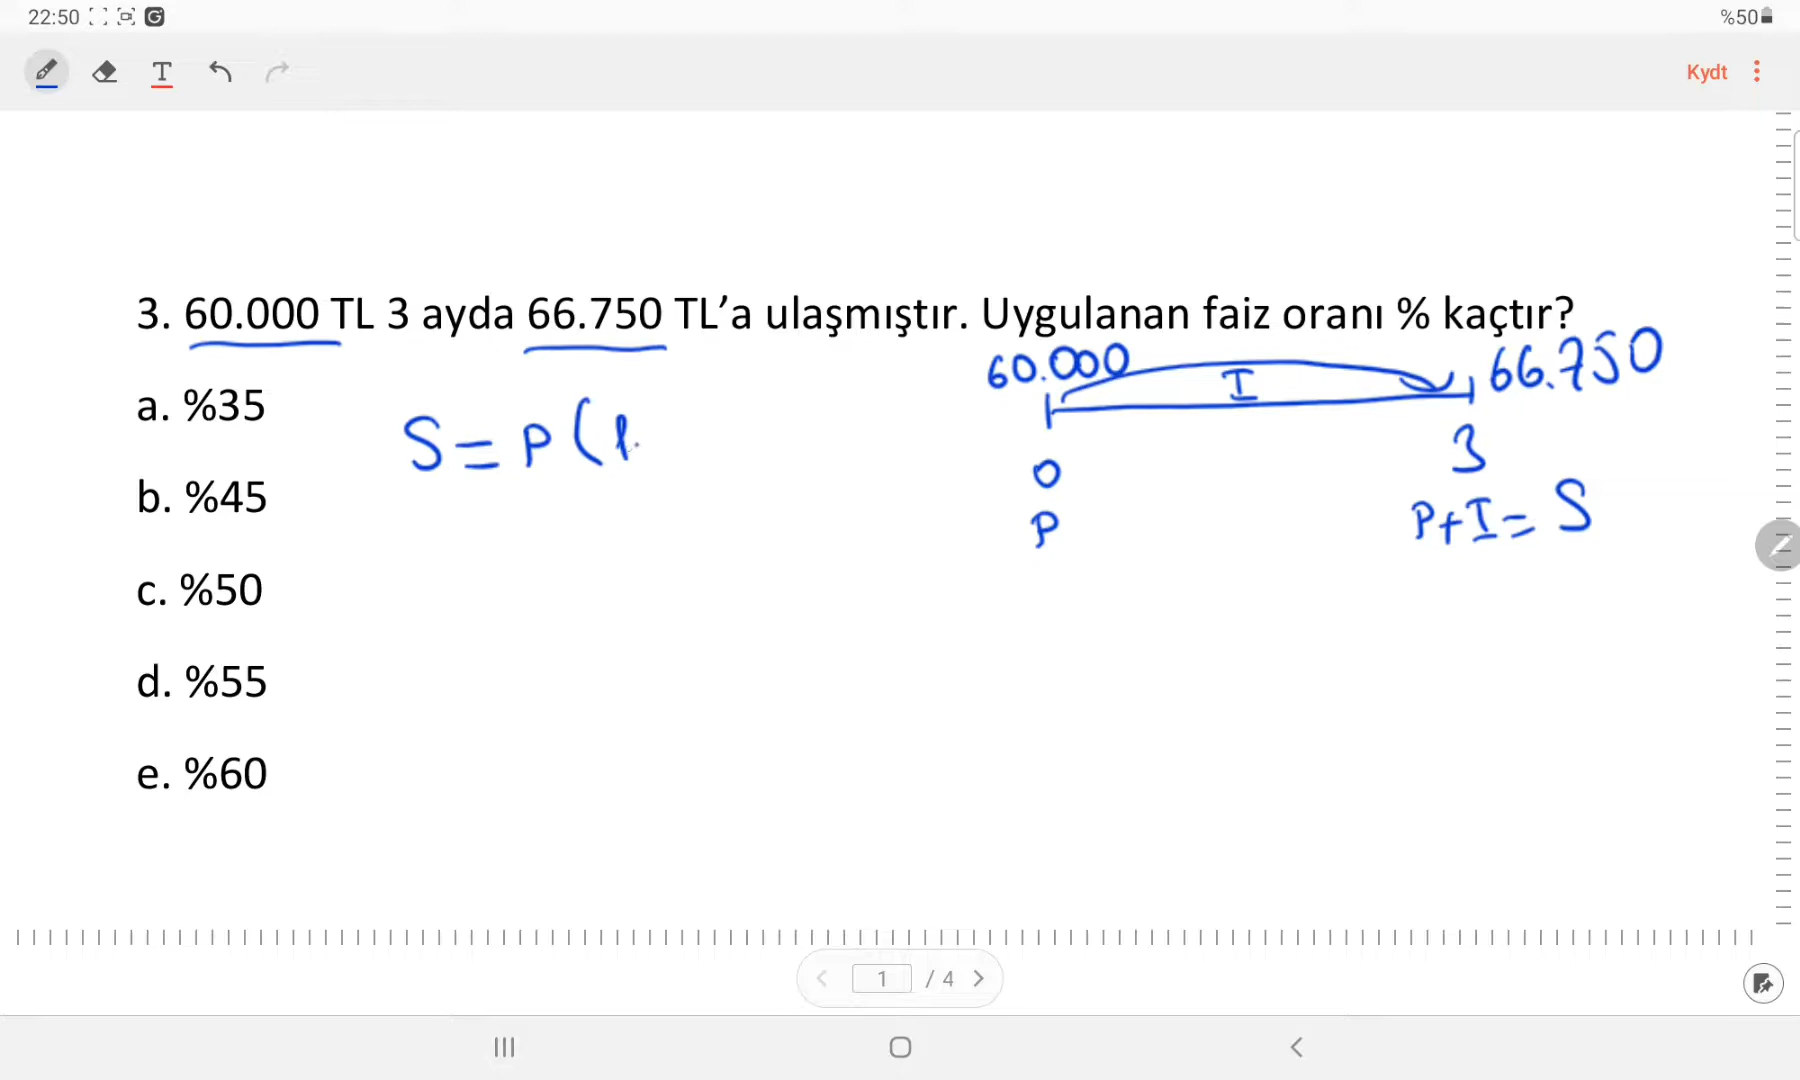 22:50
%50
T
Kydt
3. 60.000 TL 3 ayda 66.750 TL’a ulaşmıştır. Uygulanan faiz oranı % kaçtır?
60.000
I
66.750
a. %35
S = P (1
0
3
b. %45
P
P+I = S
c. %50
d. %55
e. %60
1 / 4